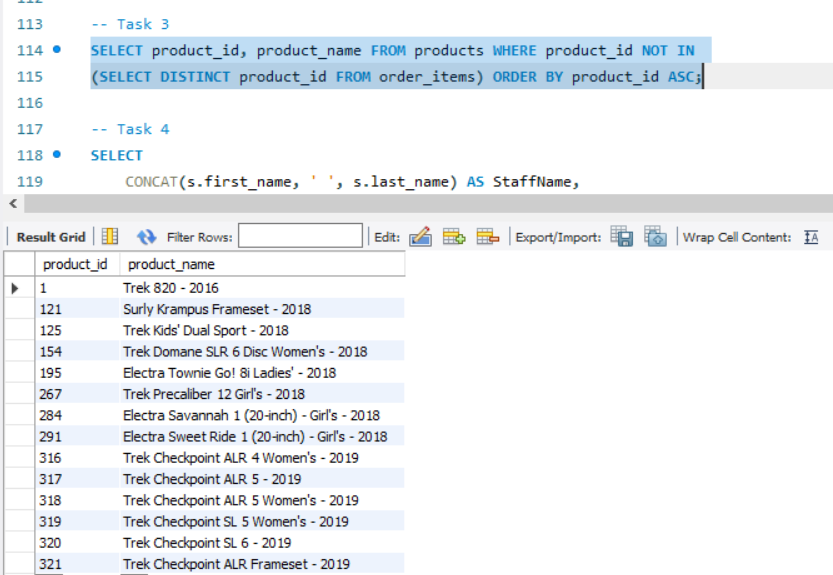 112
113 -- Task 3
114 SELECT product_id, product_name FROM products WHERE product_id NOT IN
115 (SELECT DISTINCT product_id FROM order_items) ORDER BY product_id ASC;
116
117 -- Task 4
118 SELECT
119 CONCAT(s.first_name, ' ', s.last_name) AS StaffName,
Result Grid Filter Rows: Edit: Export/Import: Wrap Cell Content: IA
product_id product_name
1 Trek 820 - 2016
121 Surly Krampus Frameset - 2018
125 Trek Kids' Dual Sport - 2018
154 Trek Domane SLR 6 Disc Women's - 2018
195 Electra Townie Go! 8i Ladies' - 2018
267 Trek Precaliber 12 Girl's - 2018
284 Electra Savannah 1 (20-inch) - Girl's - 2018
291 Electra Sweet Ride 1 (20-inch) - Girl's - 2018
316 Trek Checkpoint ALR 4 Women's - 2019
317 Trek Checkpoint ALR 5 - 2019
318 Trek Checkpoint ALR 5 Women's - 2019
319 Trek Checkpoint SL 5 Women's - 2019
320 Trek Checkpoint SL 6 - 2019
321 Trek Checkpoint ALR Frameset - 2019